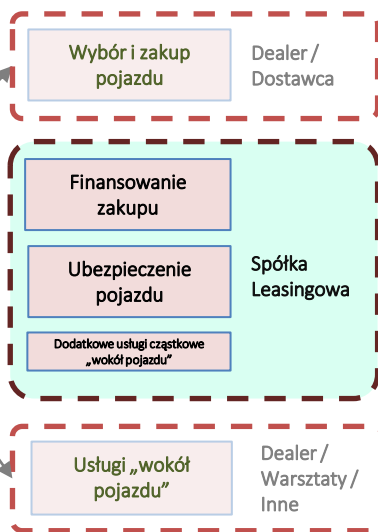 Wybór i zakup
pojazdu
Dealer /
Dostawca
Finansowanie
zakupu
Ubezpieczenie
pojazdu
Dodatkowe usługi cząstkowe
„wokół pojazdu”
Spółka
Leasingowa
Usługi „wokół
pojazdu”
Dealer /
Warsztaty /
Inne